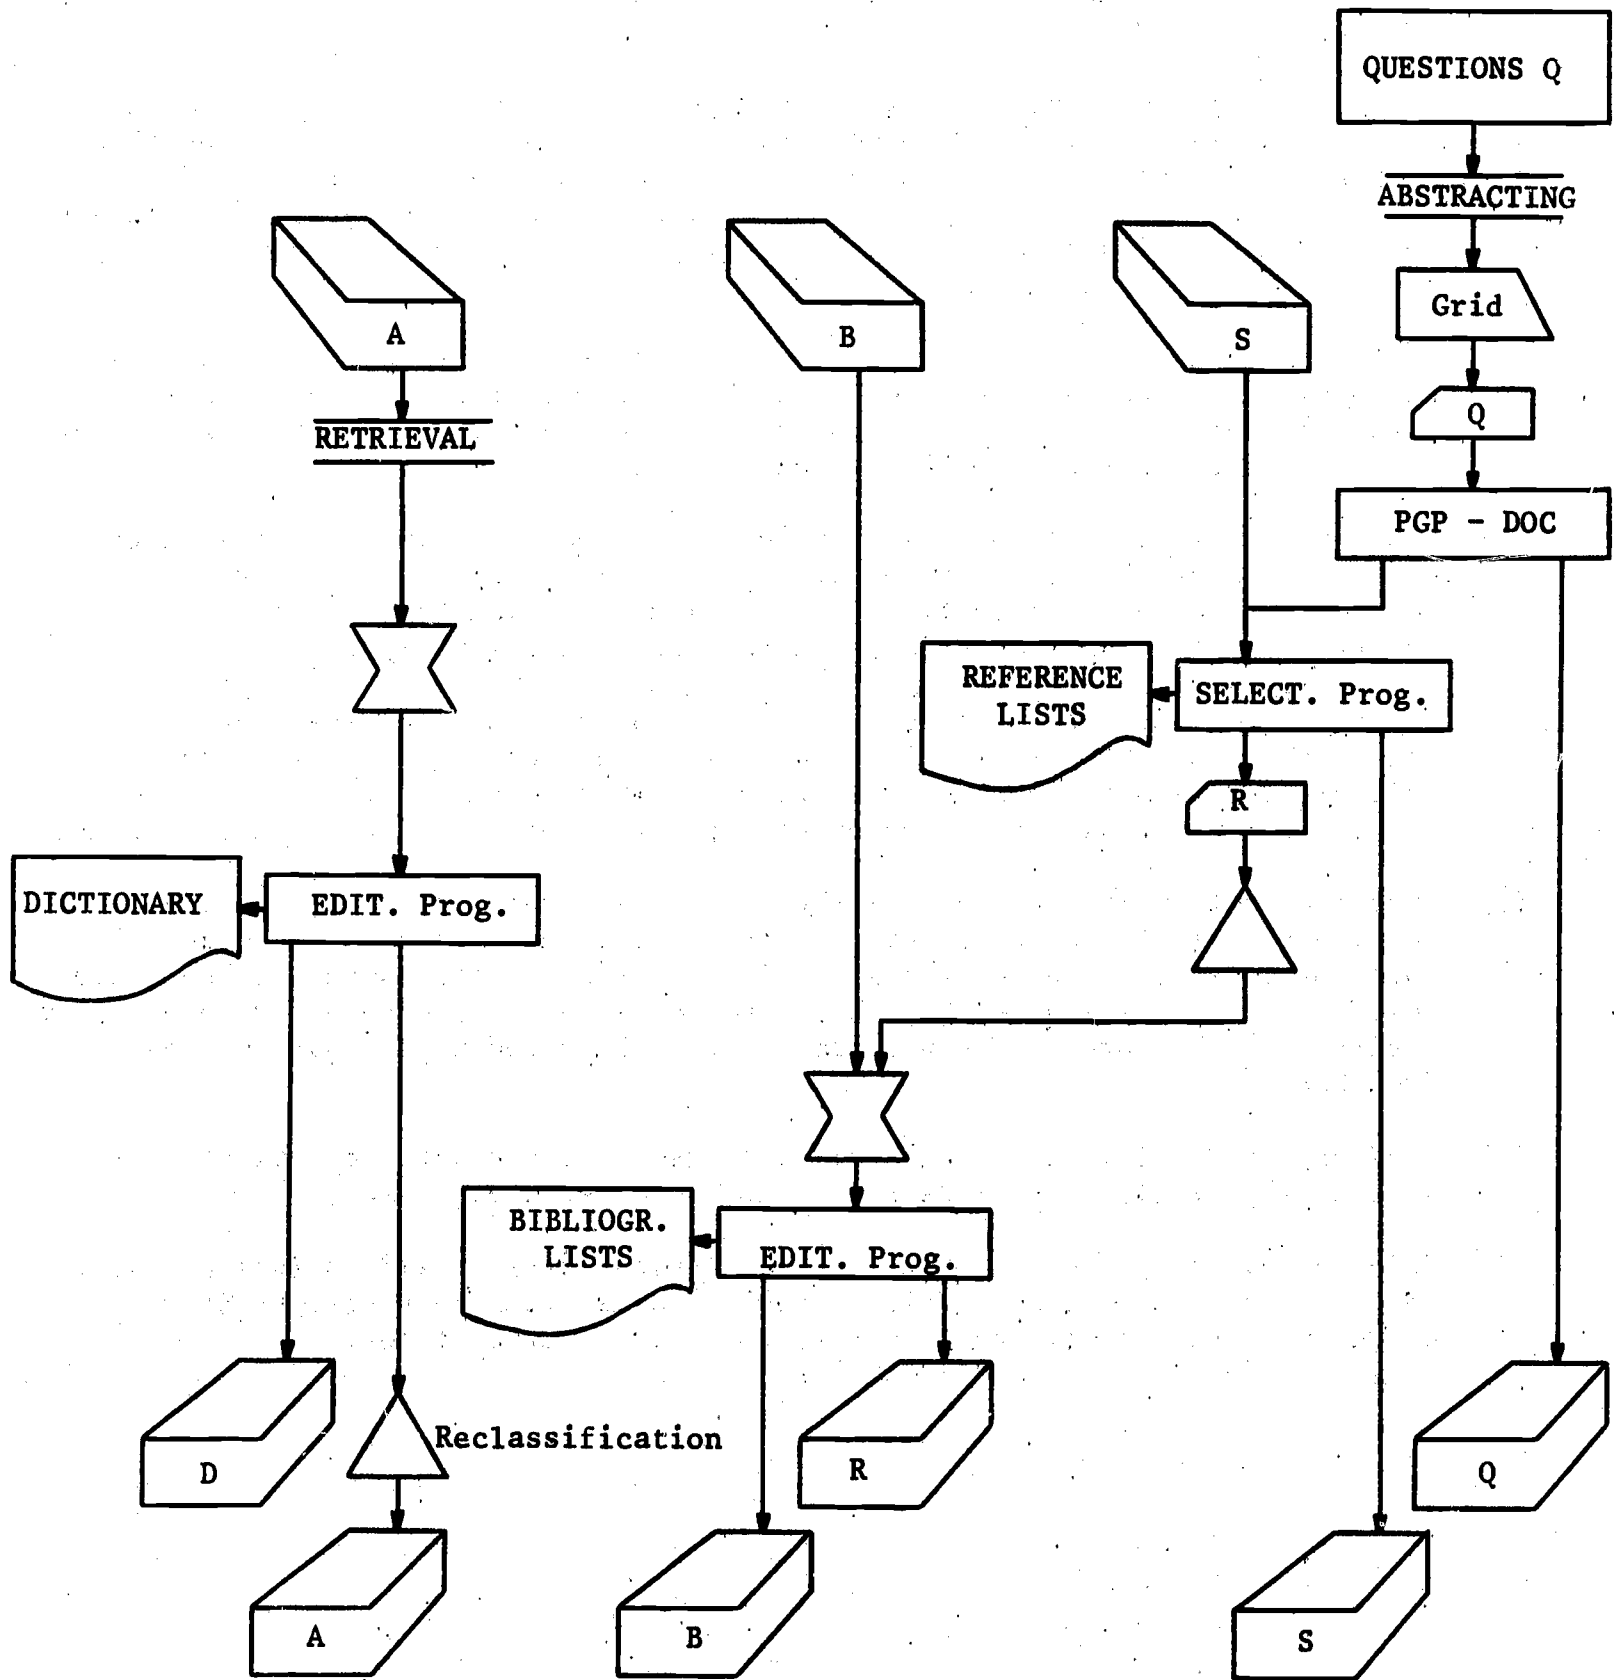 QUESTIONS Q
ABSTRACTING
Grid
A
B
S
Q
RETRIEVAL
PGP - DOC
REFERENCE
LISTS
SELECT. Prog.
R
DICTIONARY
EDIT. Prog.
BIBLIOGR.
LISTS
EDIT. Prog.
Reclassification
D
R
Q
A
B
S